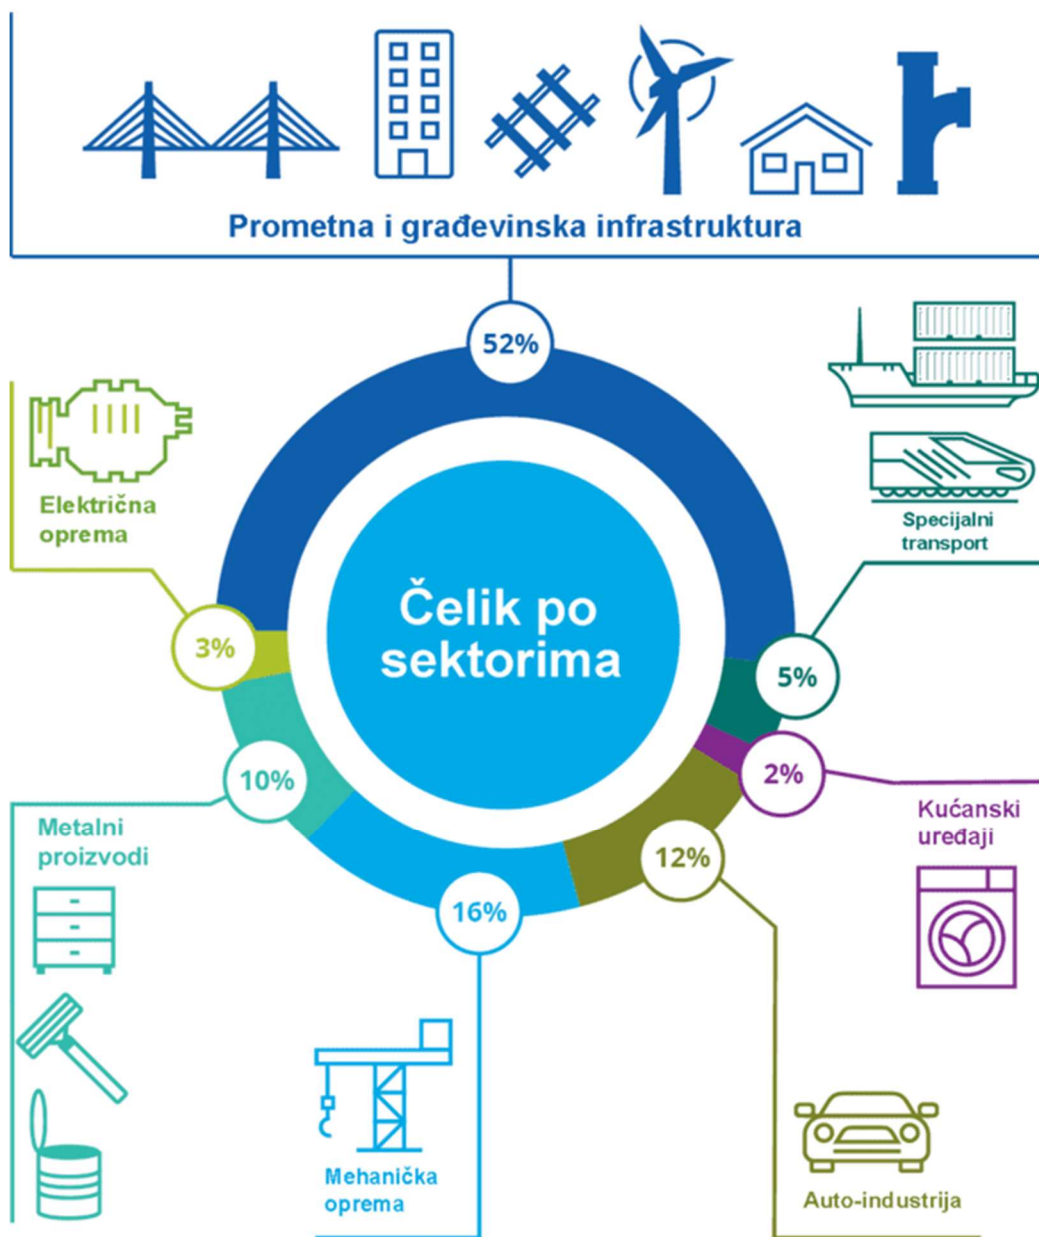 Prometna i građevinska infrastruktura
52%
Električna
oprema
Specijalni
transport
Čelik po
sektorima
3%
5%
10%
2%
Metalni
proizvodi
Kućanski
uređaji
12%
16%
Mehanička
oprema
Auto-industrija